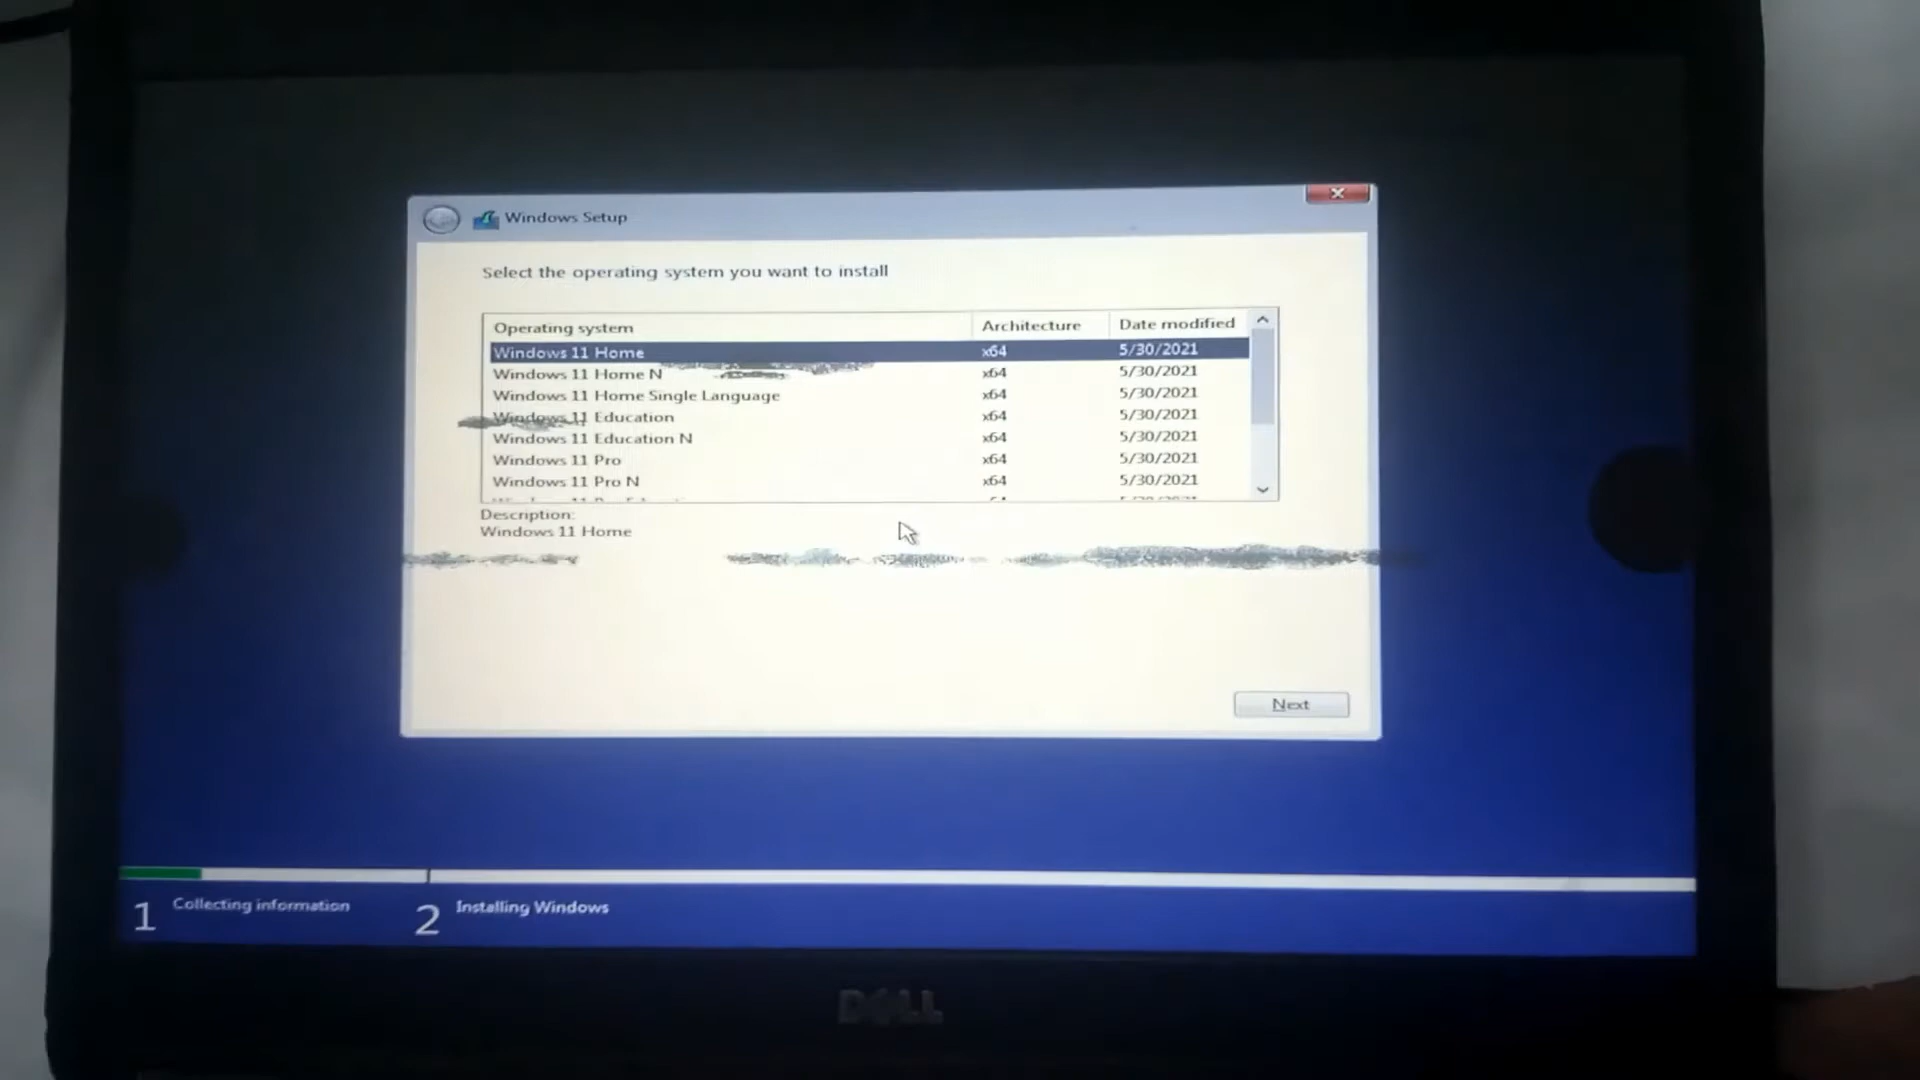 Windows Setup
Select the operating system you want to install
Operating system Architecture Date modified
Windows 11 Home x64 5/30/2021
Windows 11 Home N x64 5/30/2021
Windows 11 Home Single Language x64 5/30/2021
Windows 11 Education x64 5/30/2021
Windows 11 Education N x64 5/30/2021
Windows 11 Pro x64 5/30/2021
Windows 11 Pro N x64 5/30/2021
Description:
Windows 11 Home
Next
1 Collecting information 2 Installing Windows
DELL